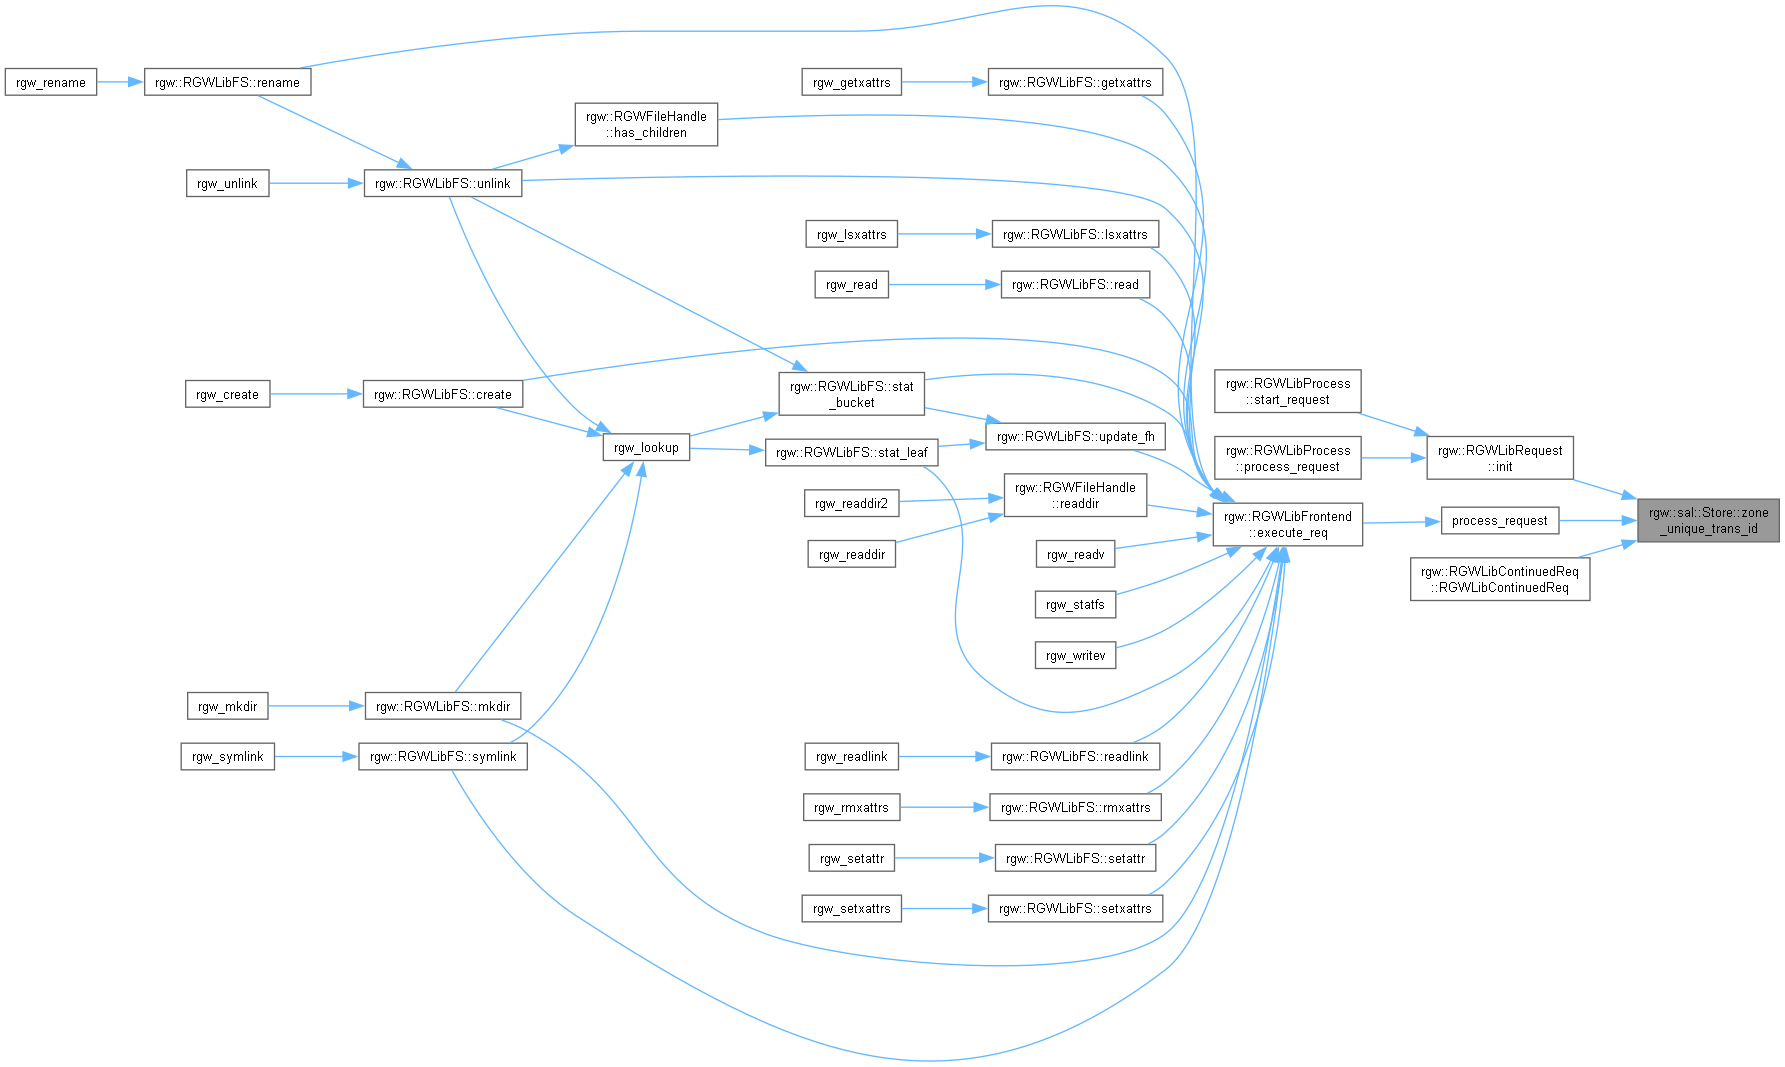 rgw_rename
rgw::RGWLibFS::rename
rgw_getxattrs
rgw::RGWLibFS::getxattrs
rgw::RGWFileHandle
::has_children
rgw_unlink
rgw::RGWLibFS::unlink
rgw_lsxattrs
rgw::RGWLibFS::lsxattrs
rgw_read
rgw::RGWLibFS::read
rgw_create
rgw::RGWLibFS::create
rgw::RGWLibFS::stat
_bucket
rgw::RGWLibProcess
::start_request
rgw_lookup
rgw::RGWLibFS::stat_leaf
rgw::RGWLibFS::update_fh
rgw::RGWLibProcess
::process_request
rgw::RGWLibRequest
::init
rgw_readdir2
rgw::RGWFileHandle
::readdir
rgw_readdir
rgw::RGWLibFrontend
::execute_req
process_request
rgw::sal::Store::zone
_unique_trans_id
rgw_readv
rgw::RGWLibContinuedReq
::RGWLibContinuedReq
rgw_statfs
rgw_writev
rgw_mkdir
rgw::RGWLibFS::mkdir
rgw_symlink
rgw::RGWLibFS::symlink
rgw_readlink
rgw::RGWLibFS::readlink
rgw_rmxattrs
rgw::RGWLibFS::rmxattrs
rgw_setattr
rgw::RGWLibFS::setattr
rgw_setxattrs
rgw::RGWLibFS::setxattrs